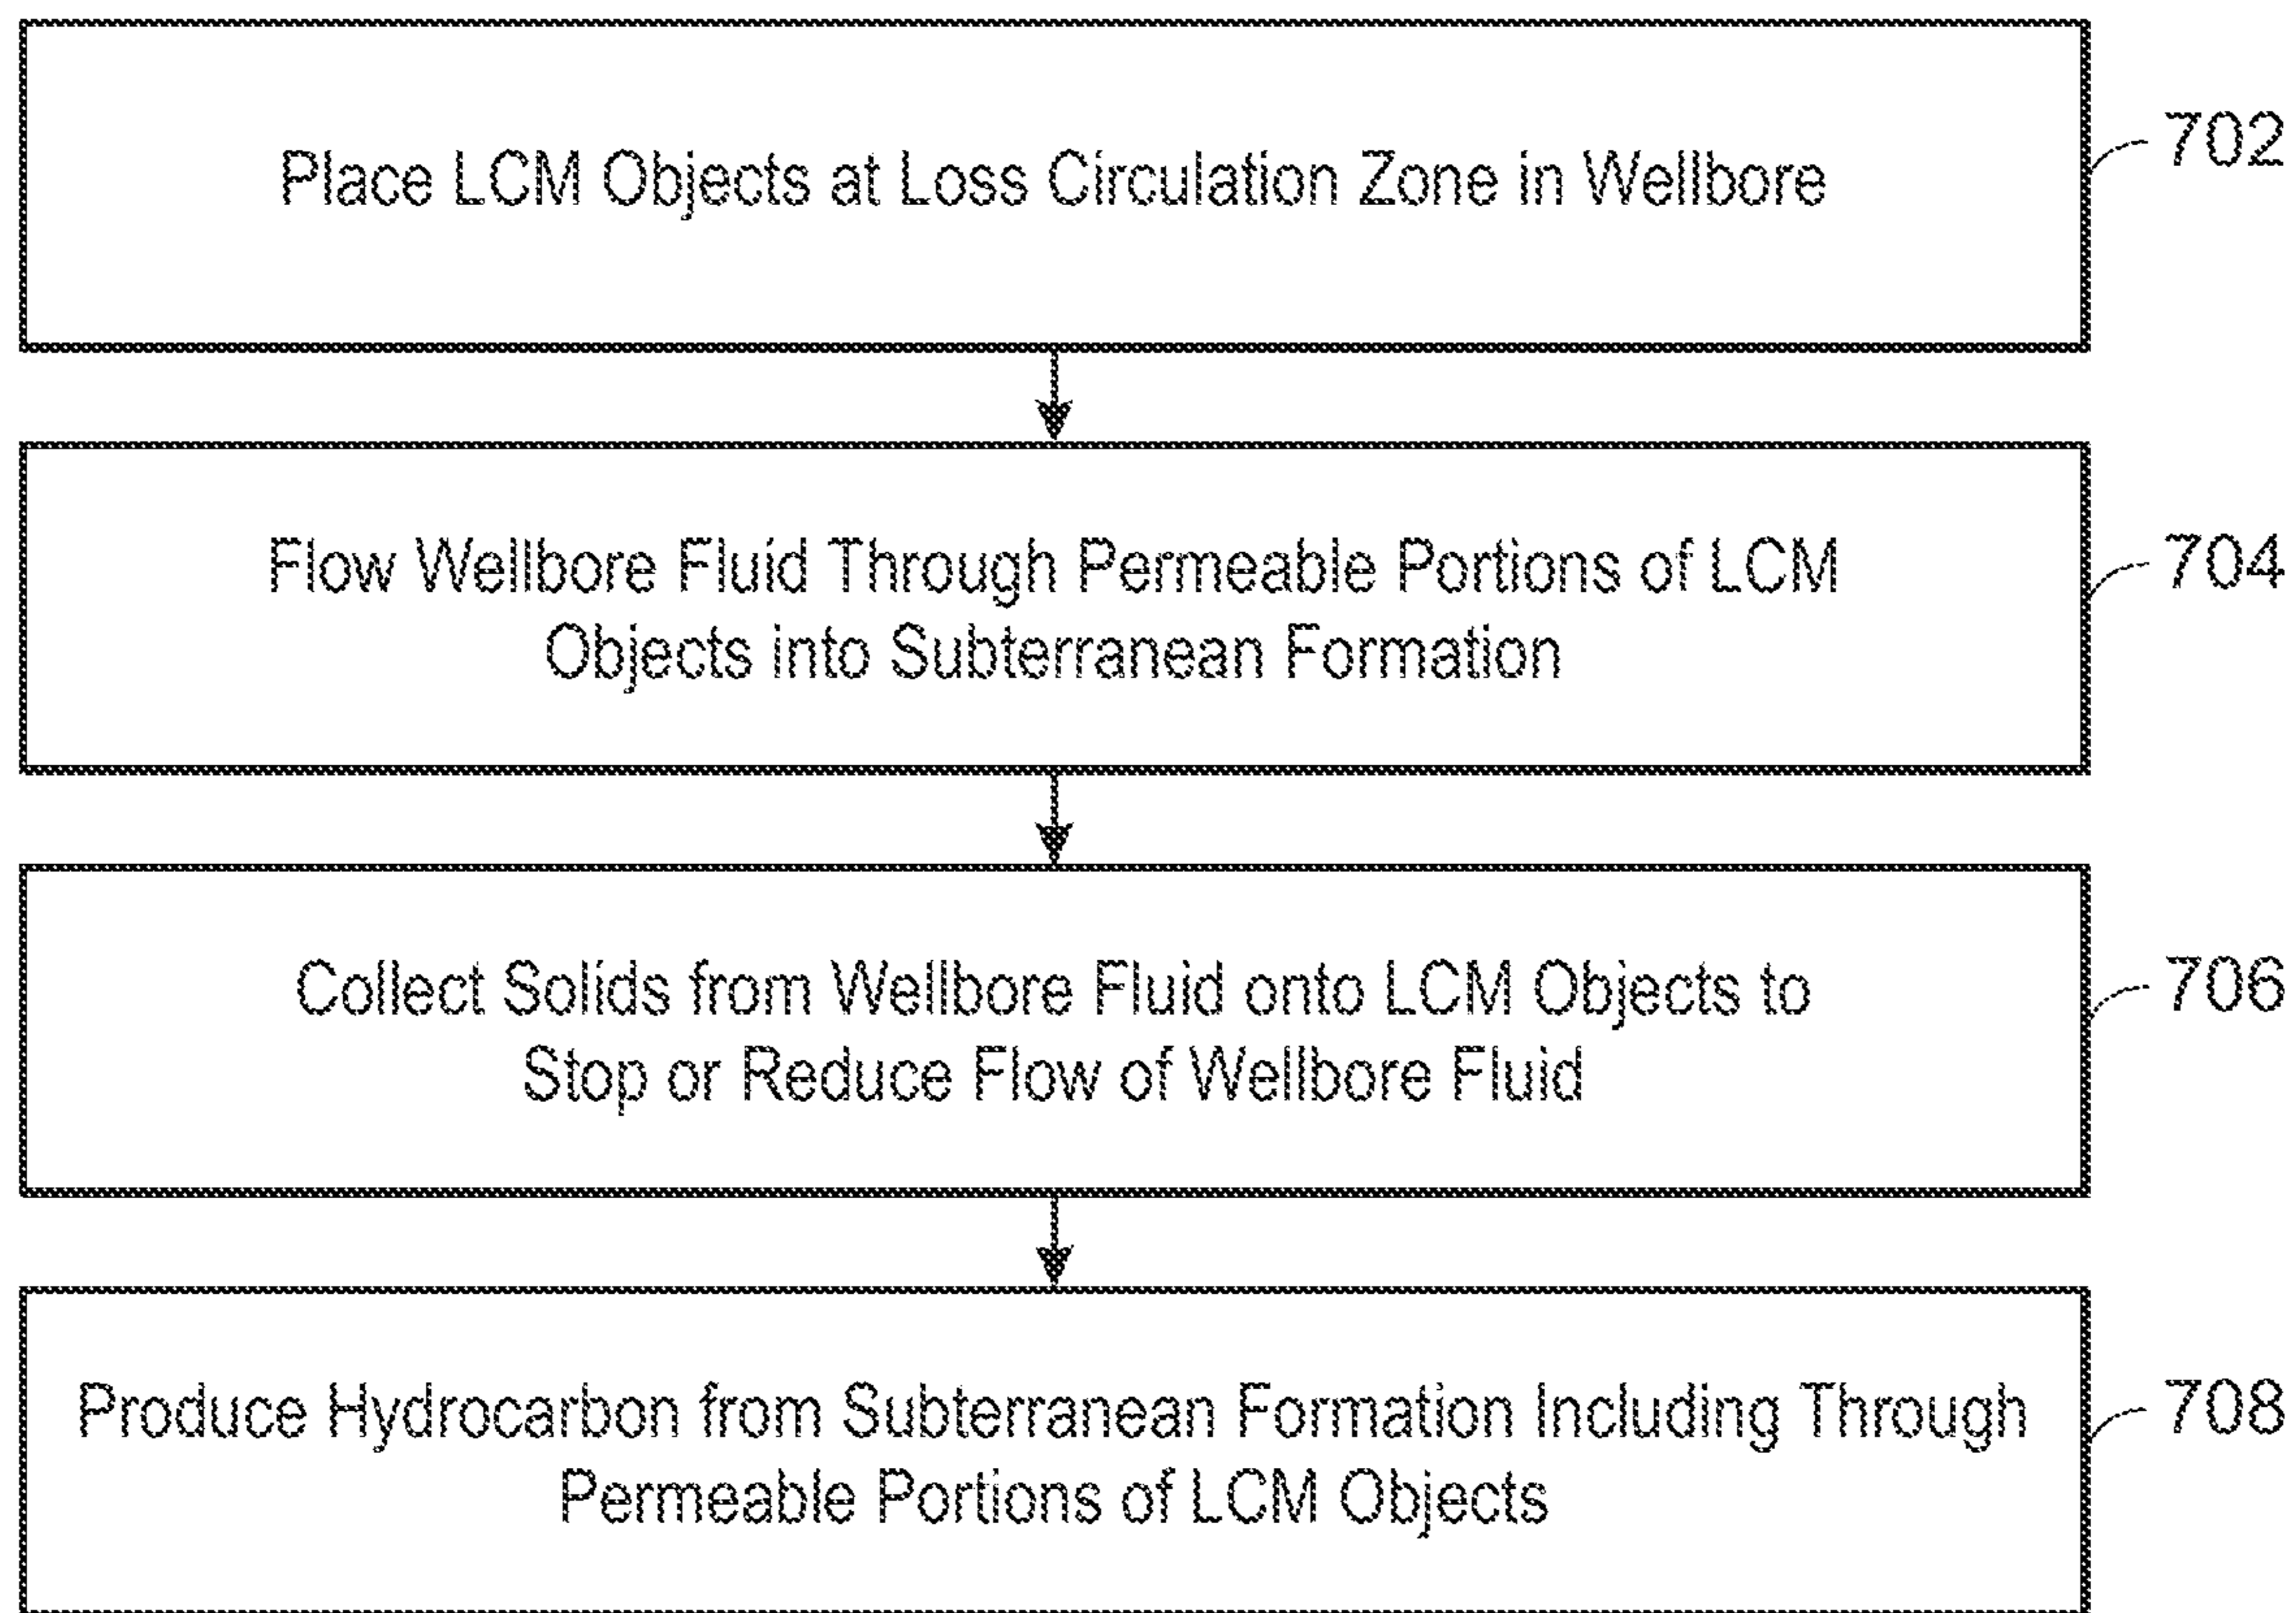 Place LCM Objects at Loss Circulation Zone in Wellbore
702
Flow Wellbore Fluid Through Permeable Portions of LCM
Objects into Subterranean Formation
704
Collect Solids from Wellbore Fluid onto LCM Objects to
Stop or Reduce Flow of Wellbore Fluid
706
Produce Hydrocarbon from Subterranean Formation Including Through
Permeable Portions of LCM Objects
708